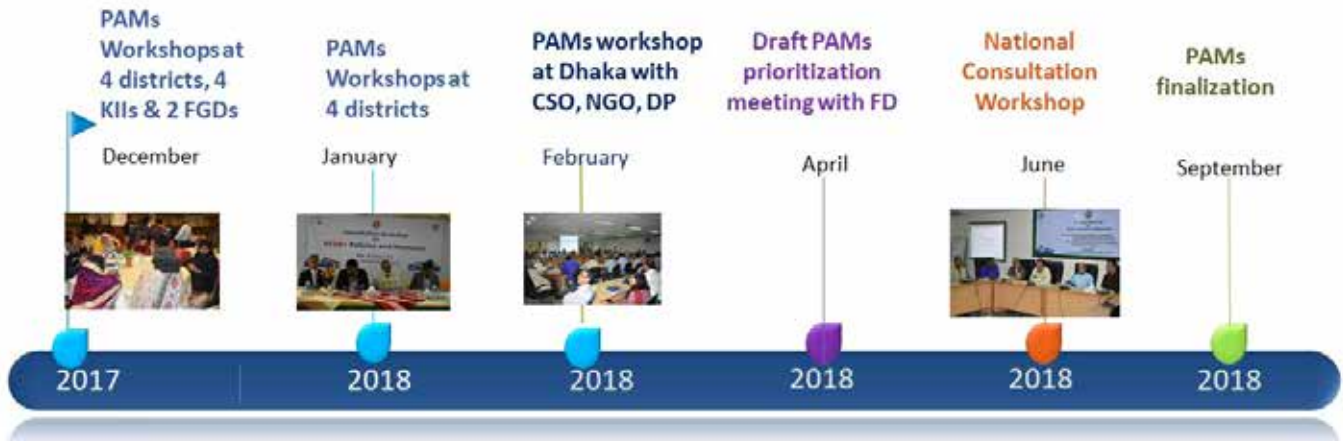 PAMs
Workshops at
4 districts, 4
KIIs & 2 FGDs
December
2017
PAMs
Workshops at
4 districts
January
2018
PAMs workshop
at Dhaka with
CSO, NGO, DP
February
2018
Draft PAMs
prioritization
meeting with FD
April
2018
National
Consultation
Workshop
June
2018
PAMs
finalization
September
2018